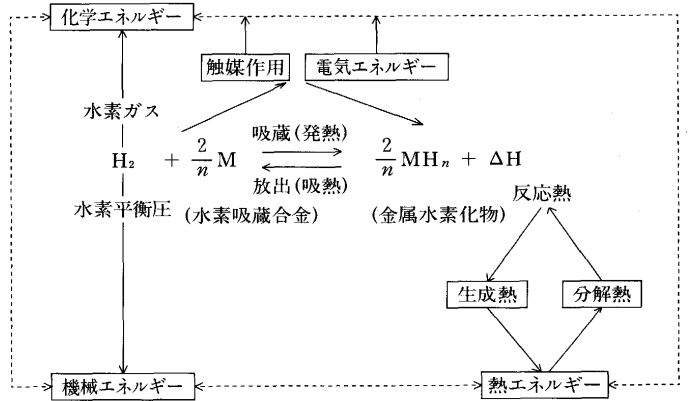 化学エネルギー
触媒作用
電気エネルギー
水素ガス
吸蔵(発熱)
H₂ + 2/n M ⇄ 2/n MHₙ + ΔH
放出(吸熱)
反応熱
水素平衡圧
(水素吸蔵合金)
(金属水素化物)
生成熱
分解熱
機械エネルギー
熱エネルギー